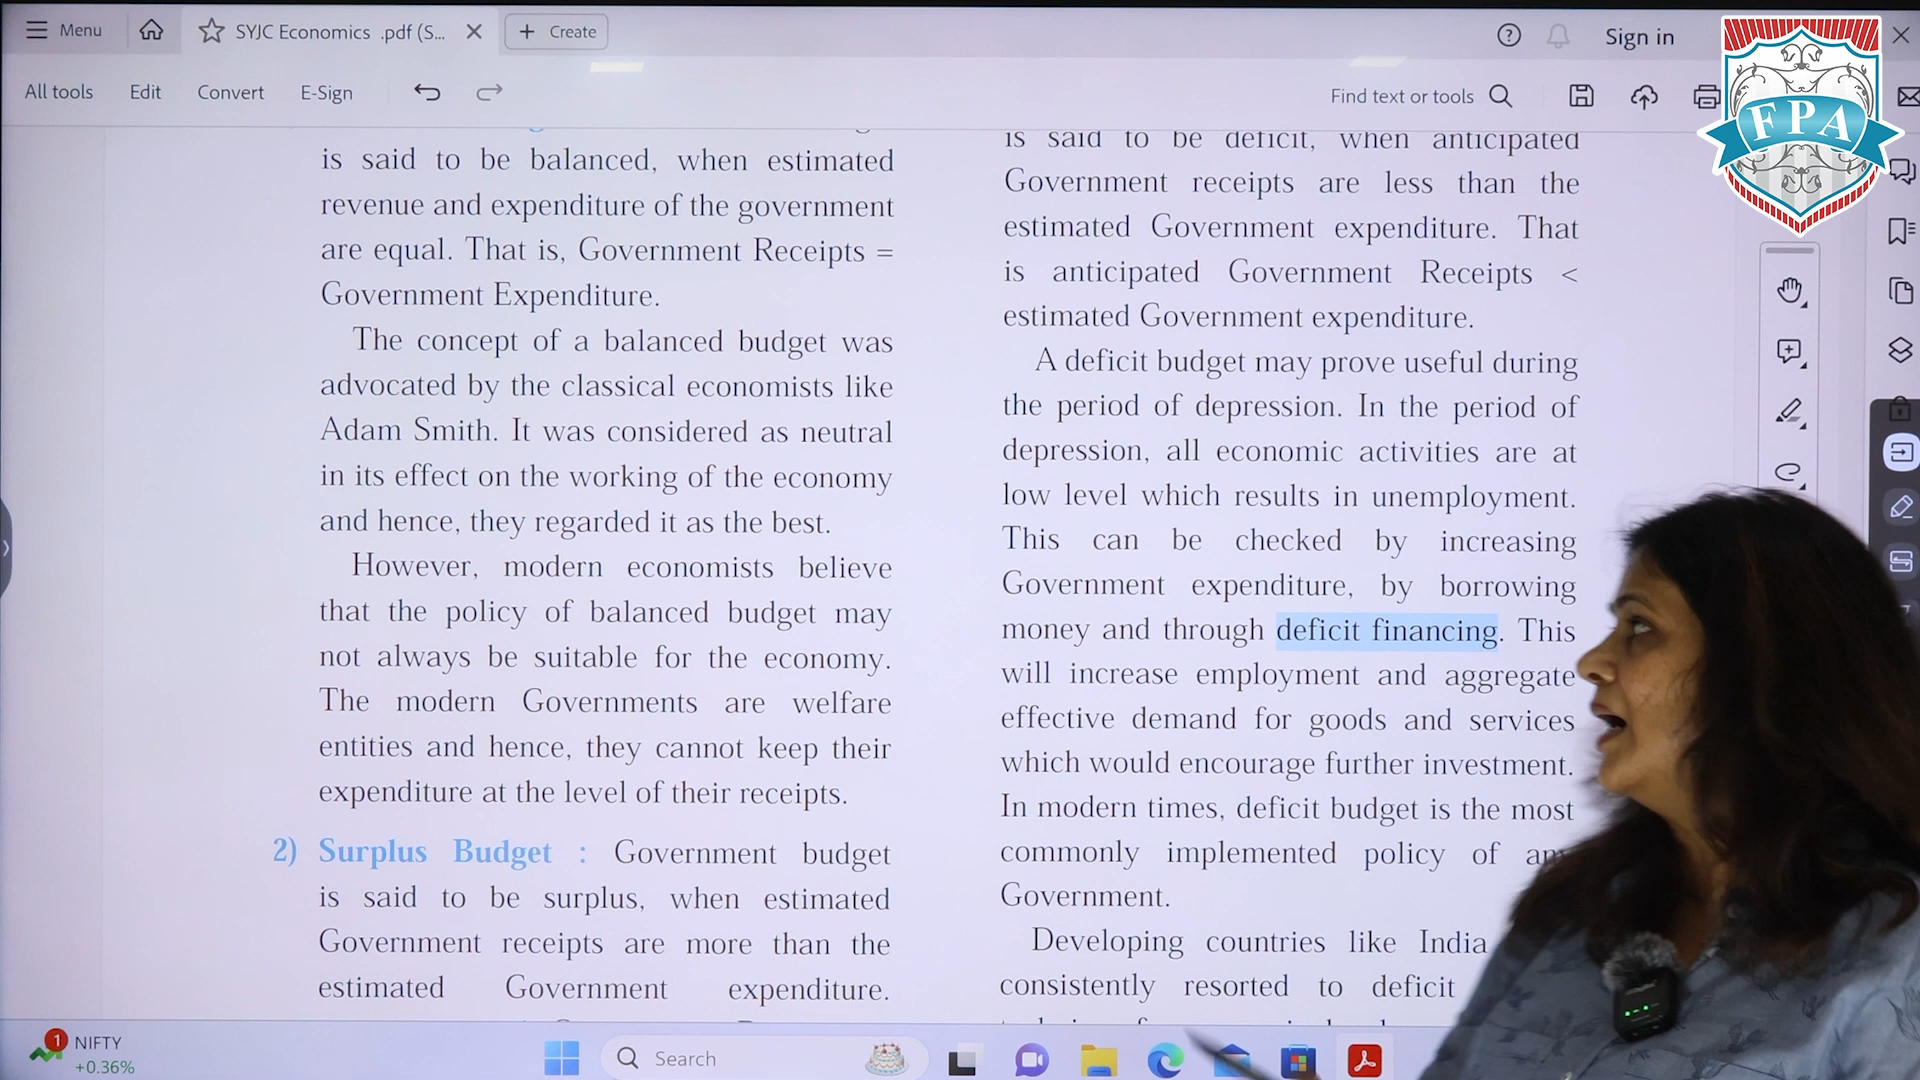 Menu
SYJC Economics .pdf (S...
Create
Sign in
All tools
Edit
Convert
E-Sign
Find text or tools
FPA
is said to be balanced, when estimated
revenue and expenditure of the government
are equal. That is, Government Receipts =
Government Expenditure.
The concept of a balanced budget was
advocated by the classical economists like
Adam Smith. It was considered as neutral
in its effect on the working of the economy
and hence, they regarded it as the best.
However, modern economists believe
that the policy of balanced budget may
not always be suitable for the economy.
The modern Governments are welfare
entities and hence, they cannot keep their
expenditure at the level of their receipts.
2) Surplus Budget : Government budget
is said to be surplus, when estimated
Government receipts are more than the
estimated Government expenditure.
is said to be deficit, when anticipated
Government receipts are less than the
estimated Government expenditure. That
is anticipated Government Receipts <
estimated Government expenditure.
A deficit budget may prove useful during
the period of depression. In the period of
depression, all economic activities are at
low level which results in unemployment.
This can be checked by increasing
Government expenditure, by borrowing
money and through deficit financing. This
will increase employment and aggregate
effective demand for goods and services
which would encourage further investment.
In modern times, deficit budget is the most
commonly implemented policy of
Government.
Developing countries like India
consistently resorted to deficit
1
NIFTY
+0.36%
Search